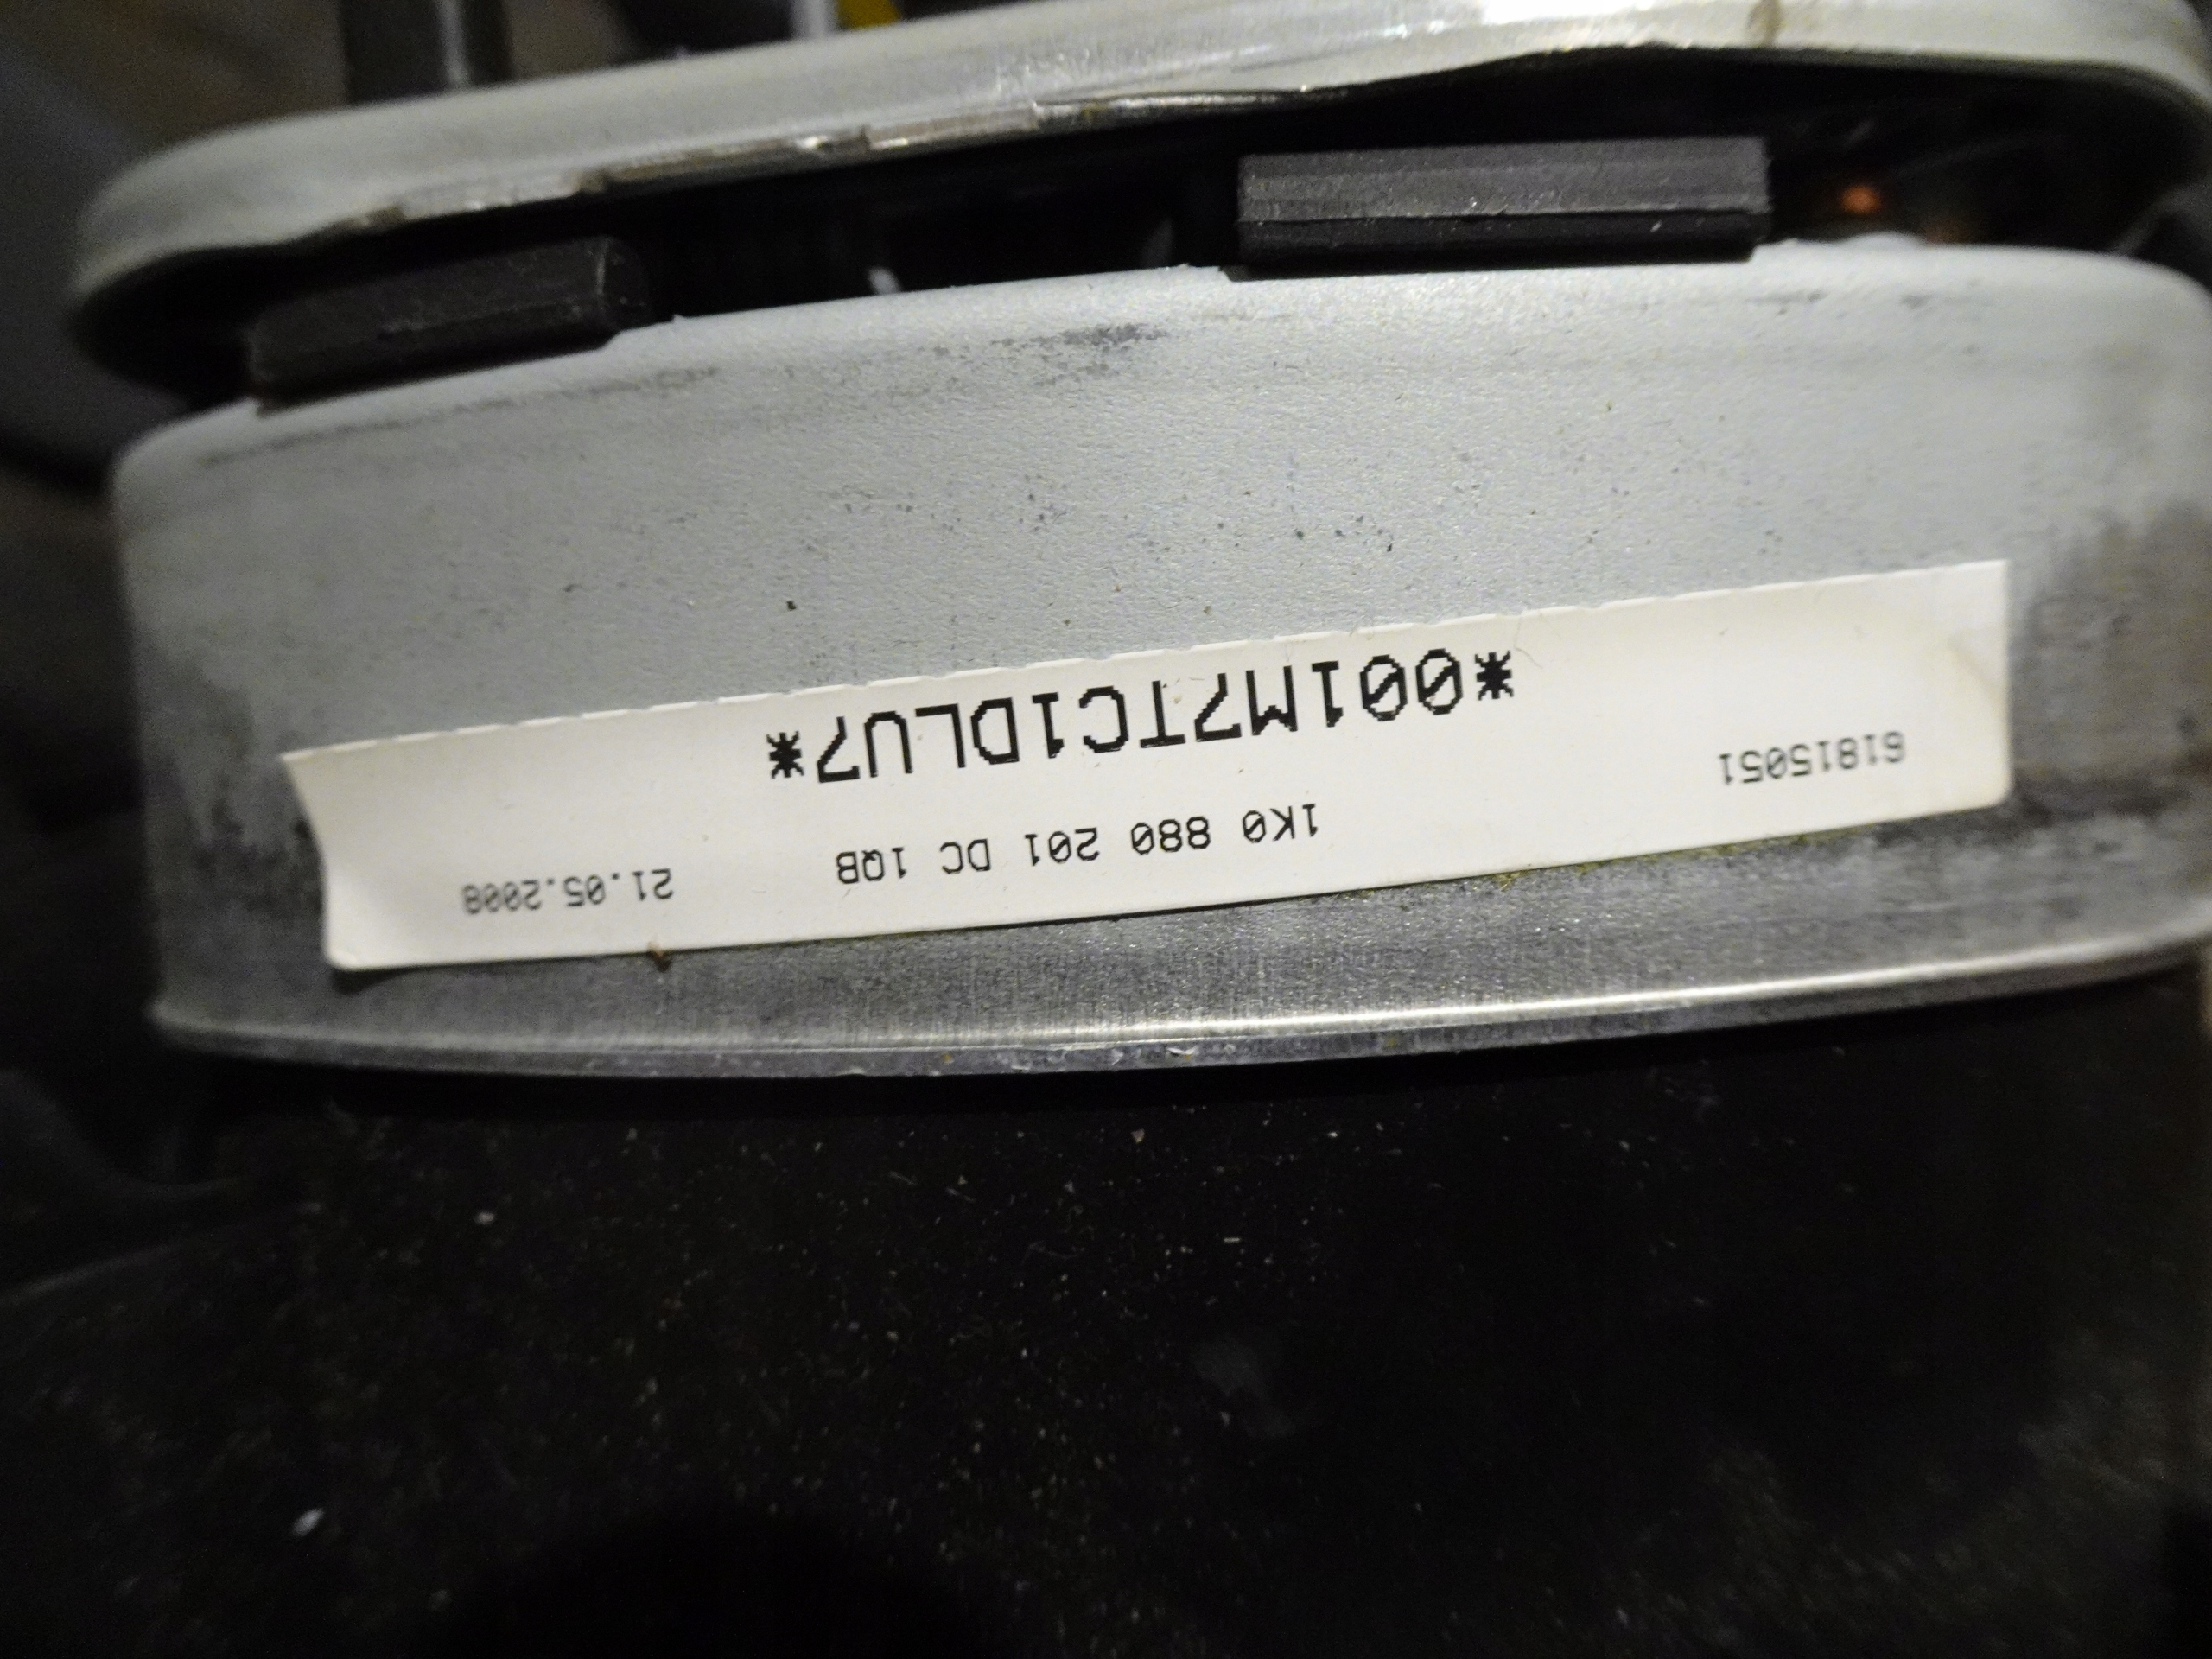 61815051
*001M7TC1DLU7*
1K0 880 201 DC 1QB
21.05.2008